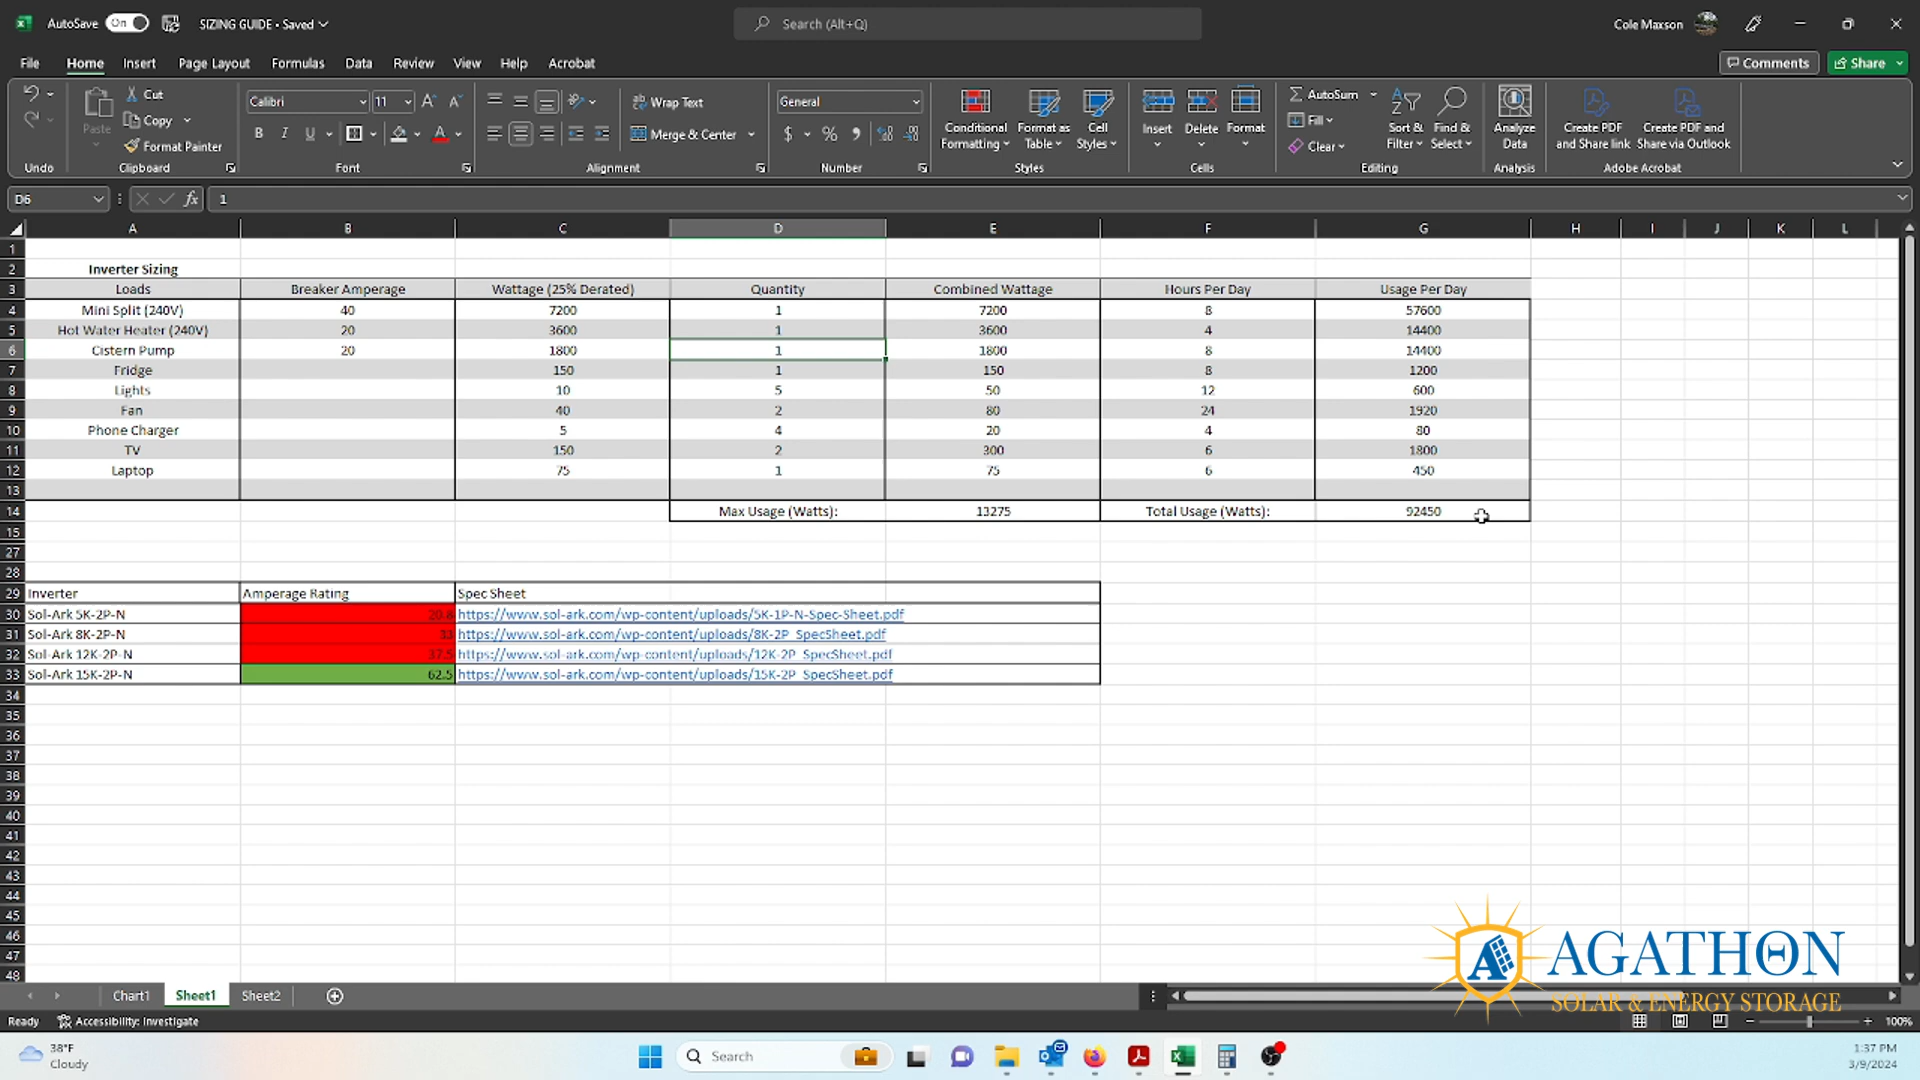 AutoSave On SIZING GUIDE • Saved Search (Alt+Q) Cole Maxson
File Home Insert Page Layout Formulas Data Review View Help Acrobat Comments Share
Cut Calibri 11 Wrap Text General AutoSum
Paste Copy Conditional Formatting Format as Table Cell Styles Insert Delete Format Fill Sort & Filter Find & Select Analyze Data Create PDF and Share link Create PDF and Share via Outlook
Format Painter B I U A Merge & Center $ % Clear
Undo Clipboard Font Alignment Number Styles Cells Editing Analysis Adobe Acrobat
D6 fx 1
A B C D E F G H I J K L
1
2 Inverter Sizing
3 Loads Breaker Amperage Wattage (25% Derated) Quantity Combined Wattage Hours Per Day Usage Per Day
4 Mini Split (240V) 40 7200 1 7200 8 57600
5 Hot Water Heater (240V) 20 3600 1 3600 4 14400
6 Cistern Pump 20 1800 1 1800 8 14400
7 Fridge 150 1 150 8 1200
8 Lights 10 5 50 12 600
9 Fan 40 2 80 24 1920
10 Phone Charger 5 4 20 4 80
11 TV 150 2 300 6 1800
12 Laptop 75 1 75 6 450
13
14 Max Usage (Watts): 13275 Total Usage (Watts): 92450
15
27
28
29 Inverter Amperage Rating Spec Sheet
30 Sol-Ark 5K-2P-N 20.8 https://www.sol-ark.com/wp-content/uploads/5K-1P-N-Spec-Sheet.pdf
31 Sol-Ark 8K-2P-N 33 https://www.sol-ark.com/wp-content/uploads/8K-2P_SpecSheet.pdf
32 Sol-Ark 12K-2P-N 37.5 https://www.sol-ark.com/wp-content/uploads/12K-2P_SpecSheet.pdf
33 Sol-Ark 15K-2P-N 62.5 https://www.sol-ark.com/wp-content/uploads/15K-2P_SpecSheet.pdf
34
35
36
37
38
39
40
41
42
43
44
45
46
47
48
AGATHON
SOLAR & ENERGY STORAGE
Chart1 Sheet1 Sheet2
Ready Accessibility: Investigate 100%
38°F
Cloudy
Search
1:37 PM
3/9/2024